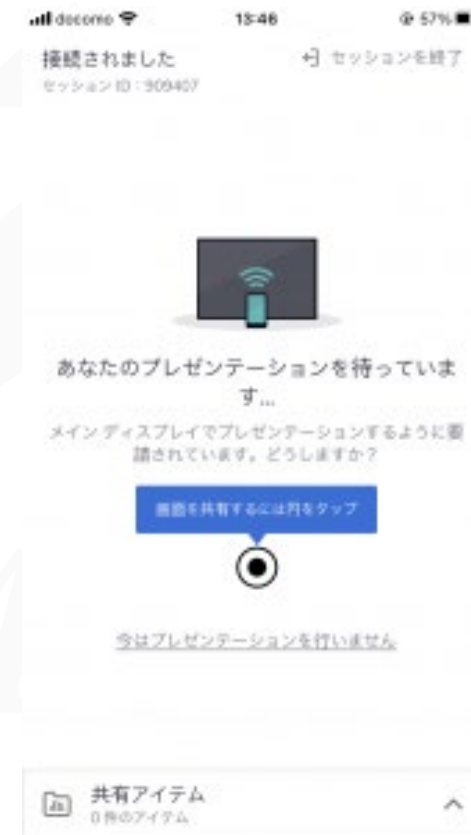 docomo 13:46 57%
接続されました セッションを終了
セッション ID：909407
あなたのプレゼンテーションを待っていま
す...
メイン ディスプレイでプレゼンテーションするように要
請されています。どうしますか？
画面を共有するには円をタップ
今はプレゼンテーションを行いません
共有アイテム
0 件のアイテム